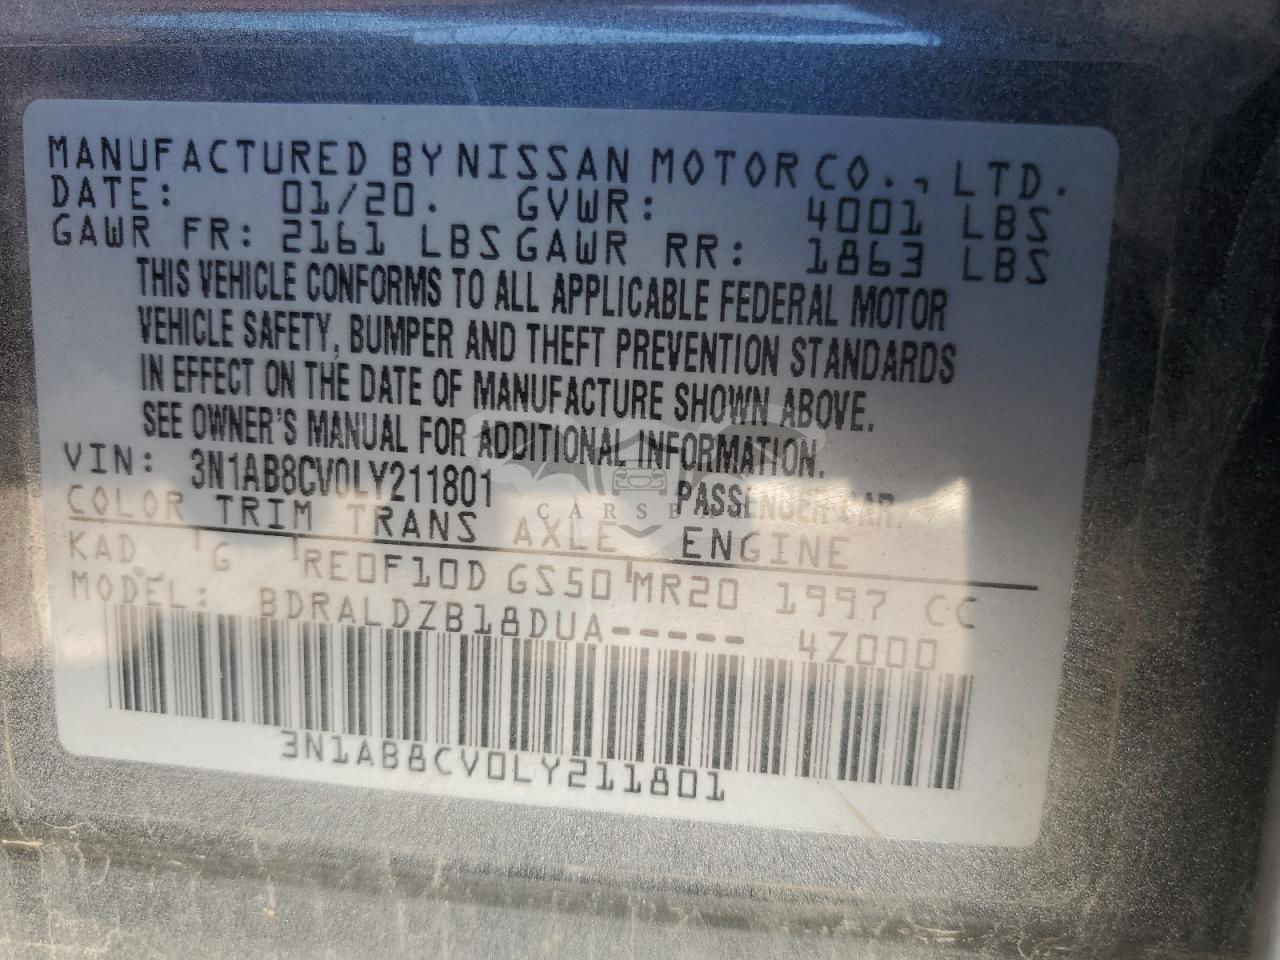 MANUFACTURED BY NISSAN MOTOR CO., LTD.
DATE: 01/20. GVWR: 4001 LBS
GAWR FR: 2161 LBS GAWR RR: 1863 LBS
THIS VEHICLE CONFORMS TO ALL APPLICABLE FEDERAL MOTOR
VEHICLE SAFETY, BUMPER AND THEFT PREVENTION STANDARDS
IN EFFECT ON THE DATE OF MANUFACTURE SHOWN ABOVE.
SEE OWNER'S MANUAL FOR ADDITIONAL INFORMATION.
VIN: 3N1AB8CV0LY211801 PASSENGER CAR.
COLOR TRIM TRANS AXLE ENGINE
KAD G RE0F10D GS50 MR20 1997 CC
MODEL: BDRALDZB18DUA----- 4Z000
3N1AB8CV0LY211801